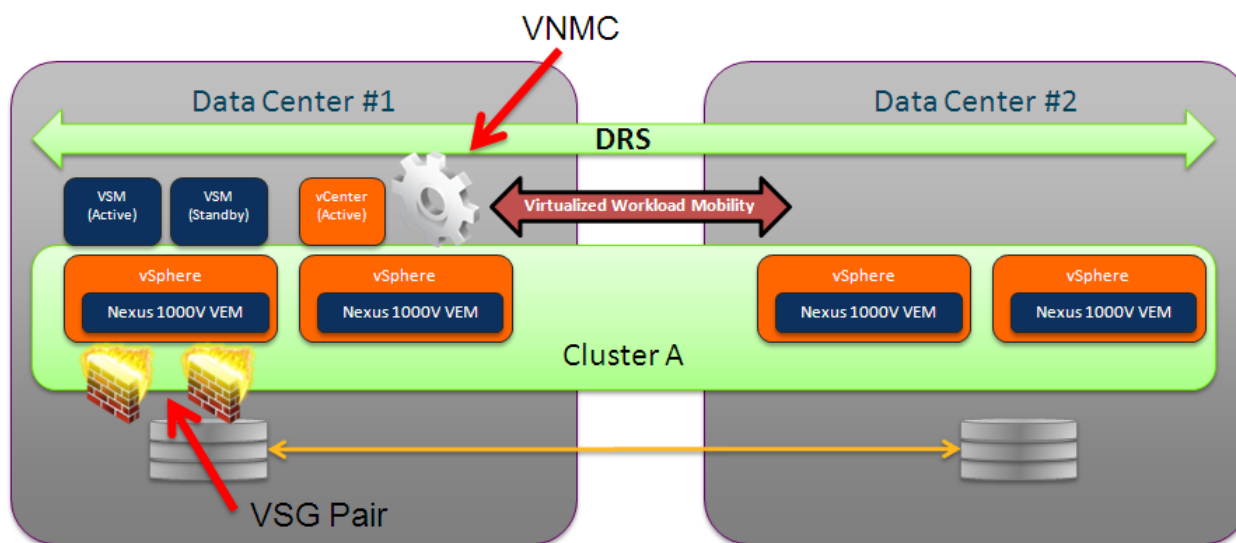 VNMC
Data Center #1
Data Center #2
DRS
VSM
(Active)
VSM
(Standby)
vCenter
(Active)
Virtualized Workload Mobility
vSphere
vSphere
vSphere
vSphere
Nexus 1000V VEM
Nexus 1000V VEM
Nexus 1000V VEM
Nexus 1000V VEM
Cluster A
VSG Pair